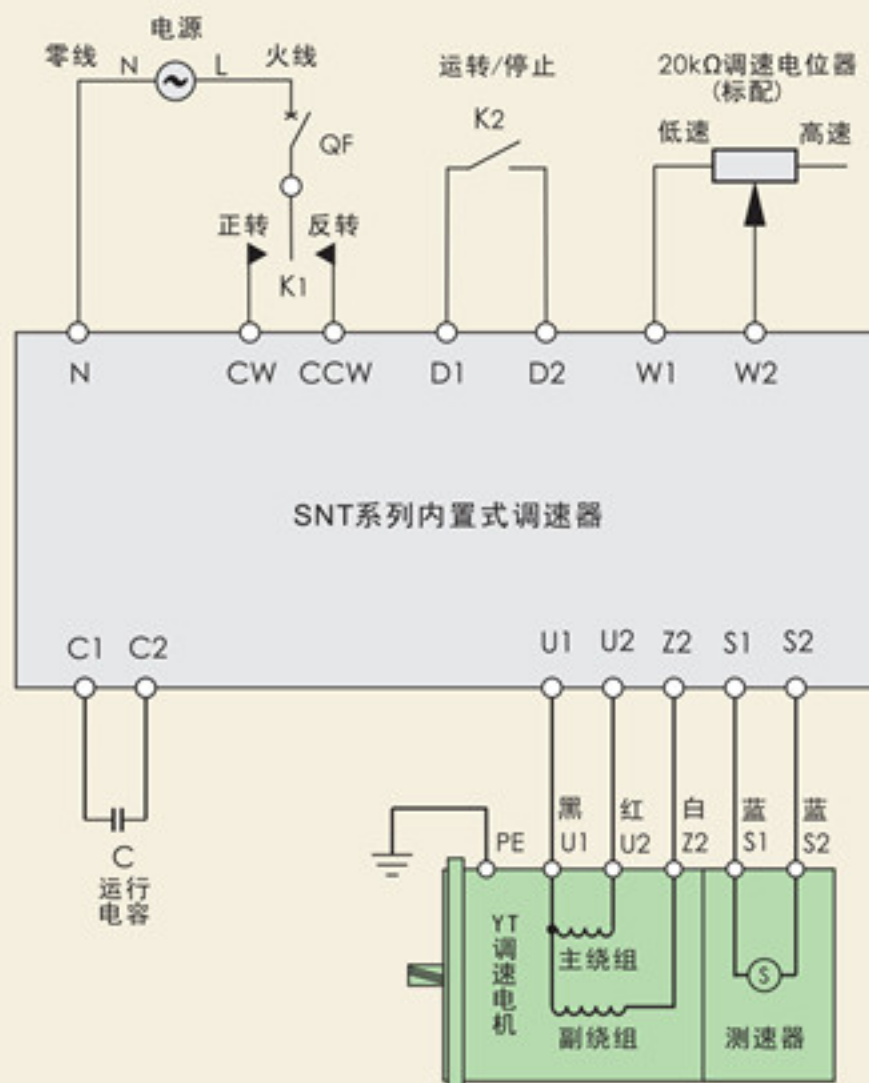 电源
零线 N L 火线
QF
正转 反转
K1
运转/停止
K2
20kΩ调速电位器
(标配)
低速 高速
N CW CCW D1 D2 W1 W2
SNT系列内置式调速器
C1 C2 U1 U2 Z2 S1 S2
C
运行
电容
黑 红 白 蓝 蓝
PE U1 U2 Z2 S1 S2
YT调速电机
主绕组
副绕组
S
测速器